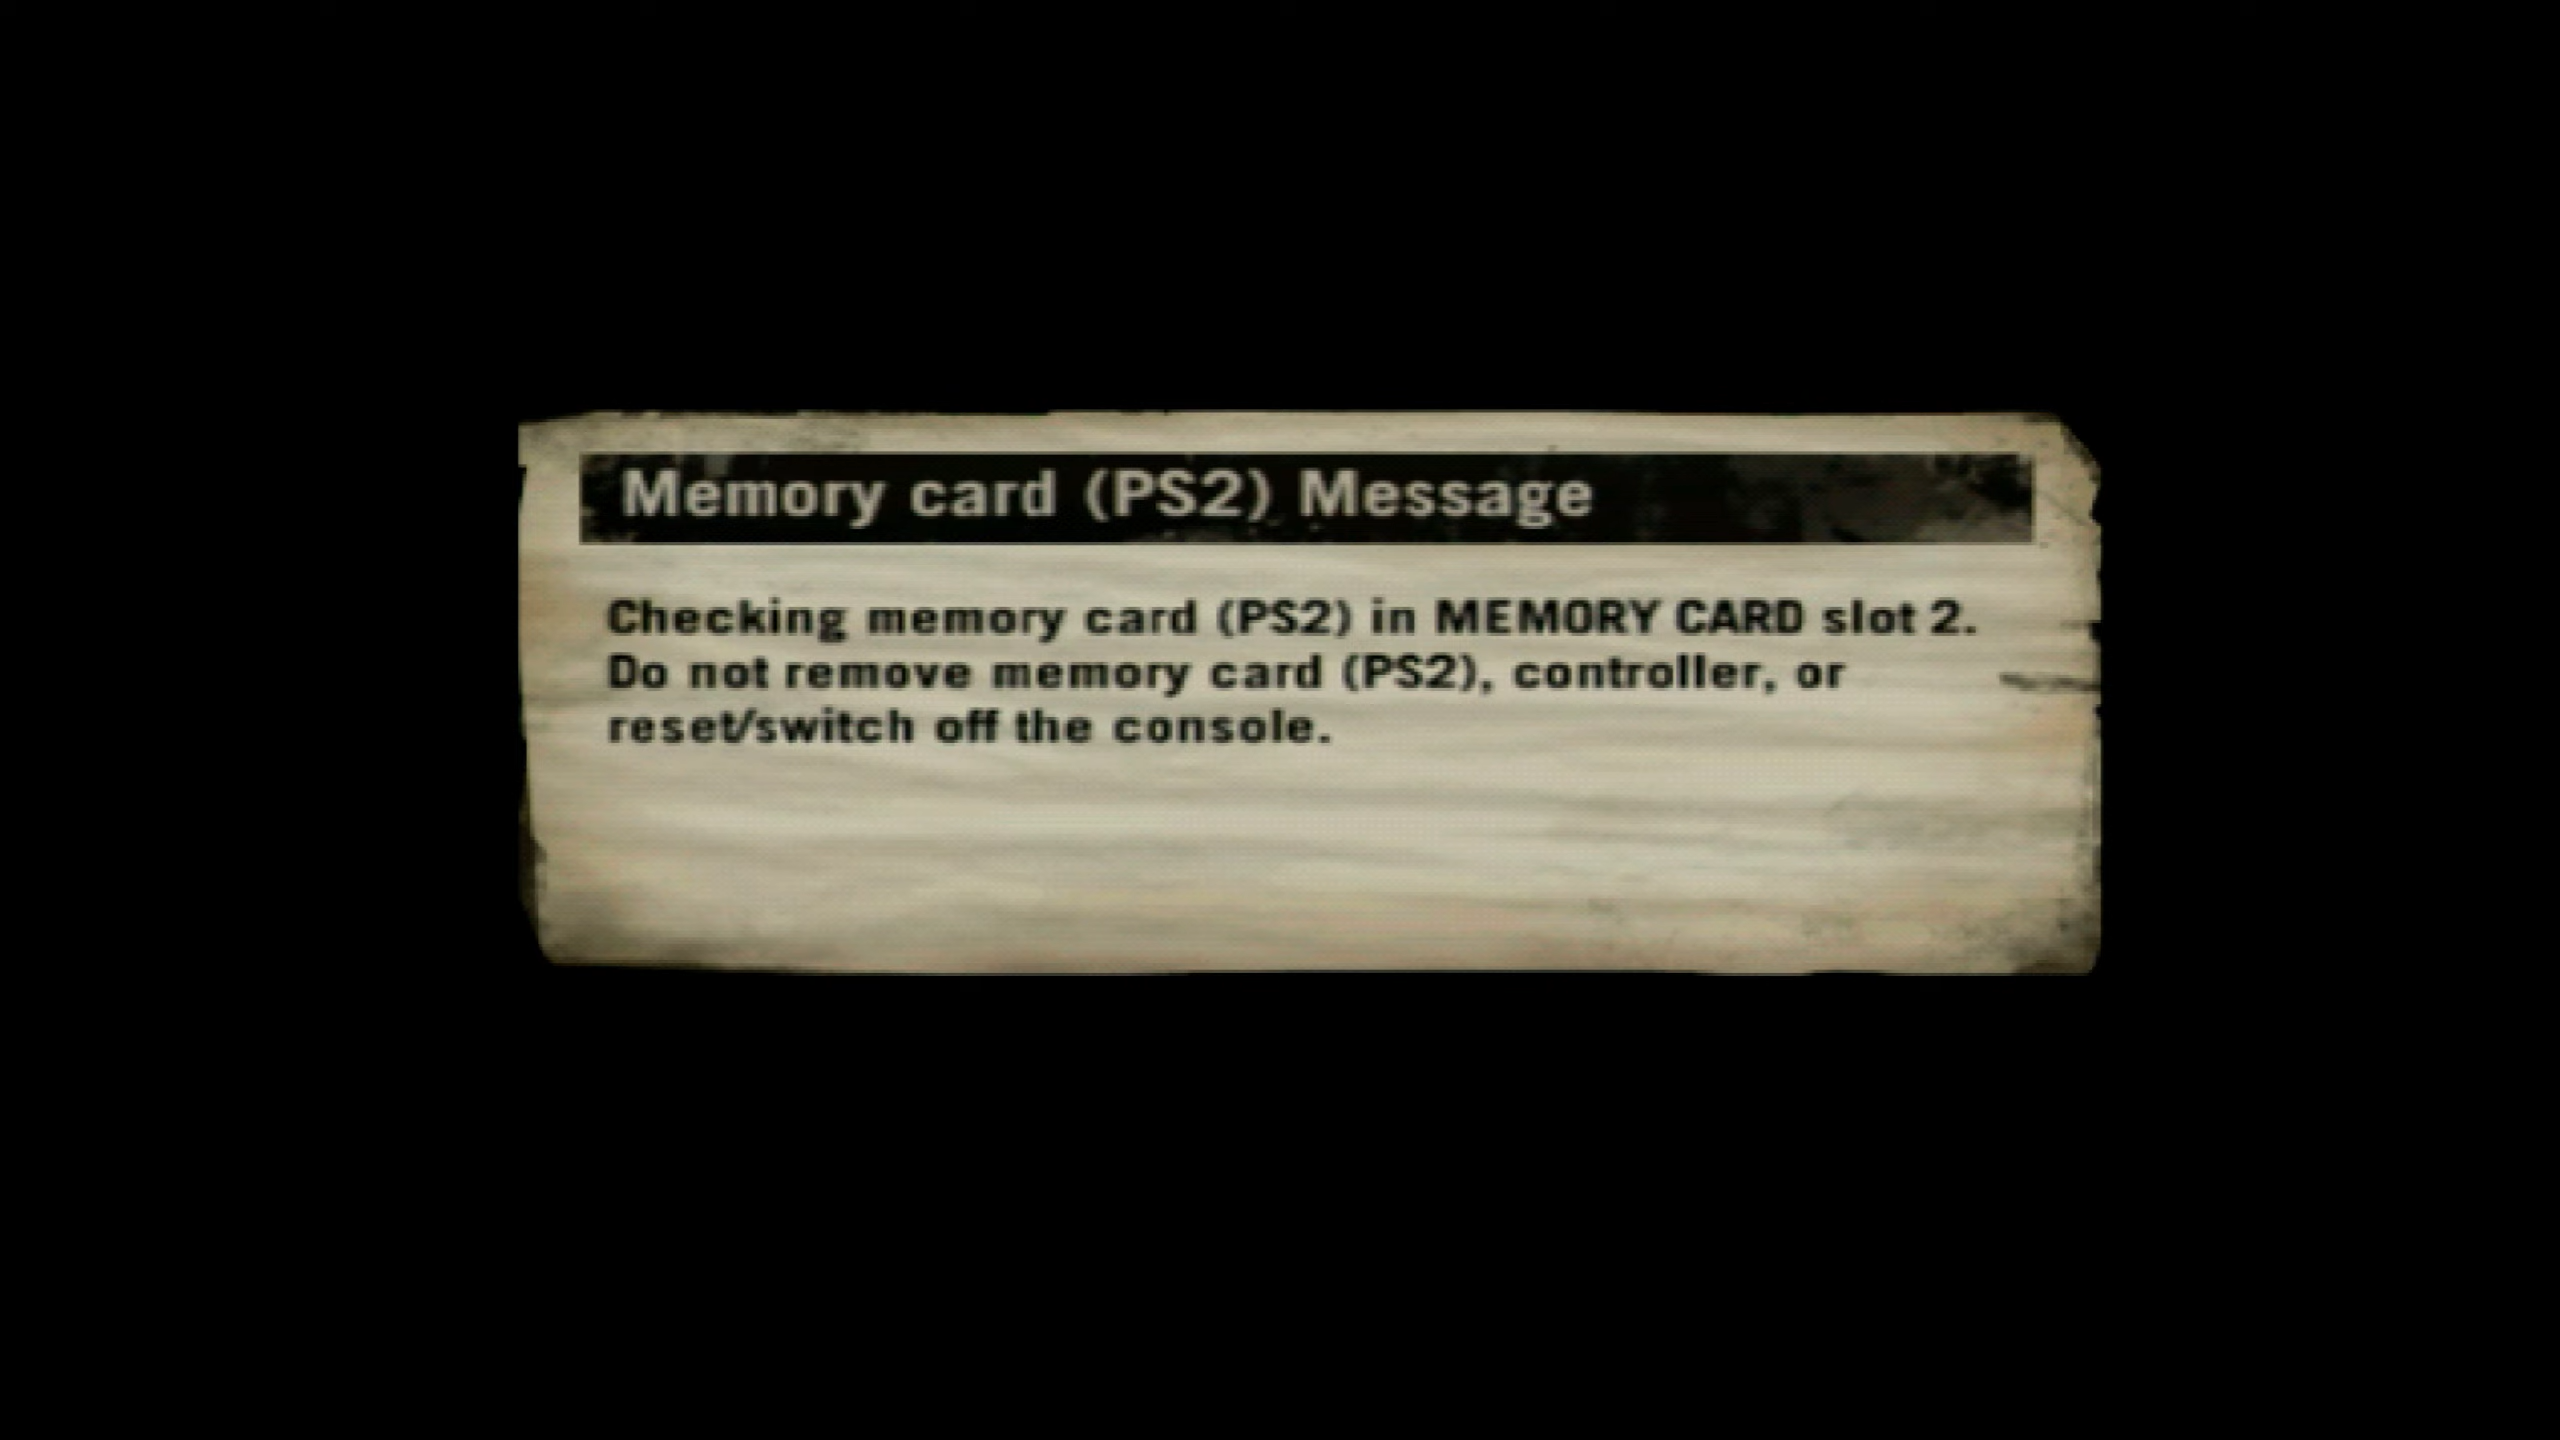 Memory card (PS2) Message
Checking memory card (PS2) in MEMORY CARD slot 2.
Do not remove memory card (PS2), controller, or
reset/switch off the console.